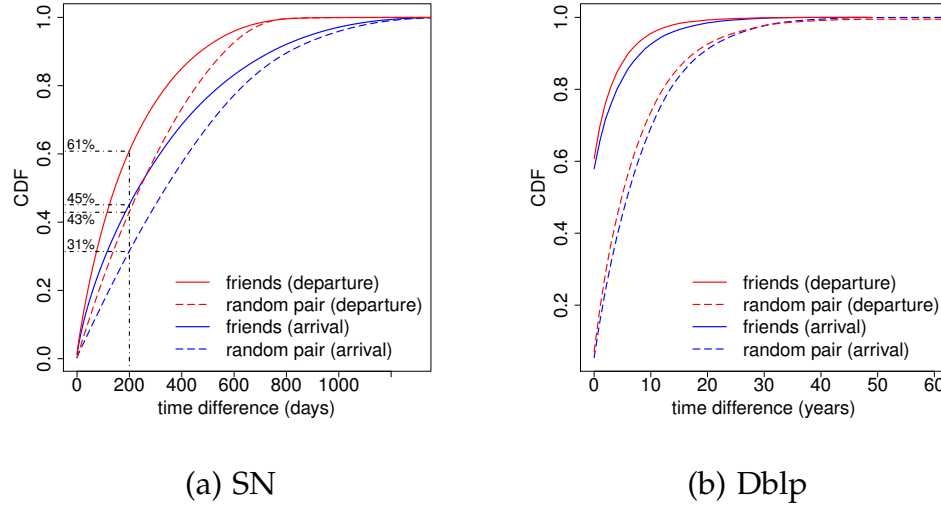 1.0
0.8
0.6
0.4
0.2
0.0
CDF
61%
45%
43%
31%
friends (departure)
random pair (departure)
friends (arrival)
random pair (arrival)
0 200 400 600 800 1000
time difference (days)
(a) SN
1.0
0.8
0.6
0.4
0.2
CDF
friends (departure)
random pair (departure)
friends (arrival)
random pair (arrival)
0 10 20 30 40 50 60
time difference (years)
(b) Dblp